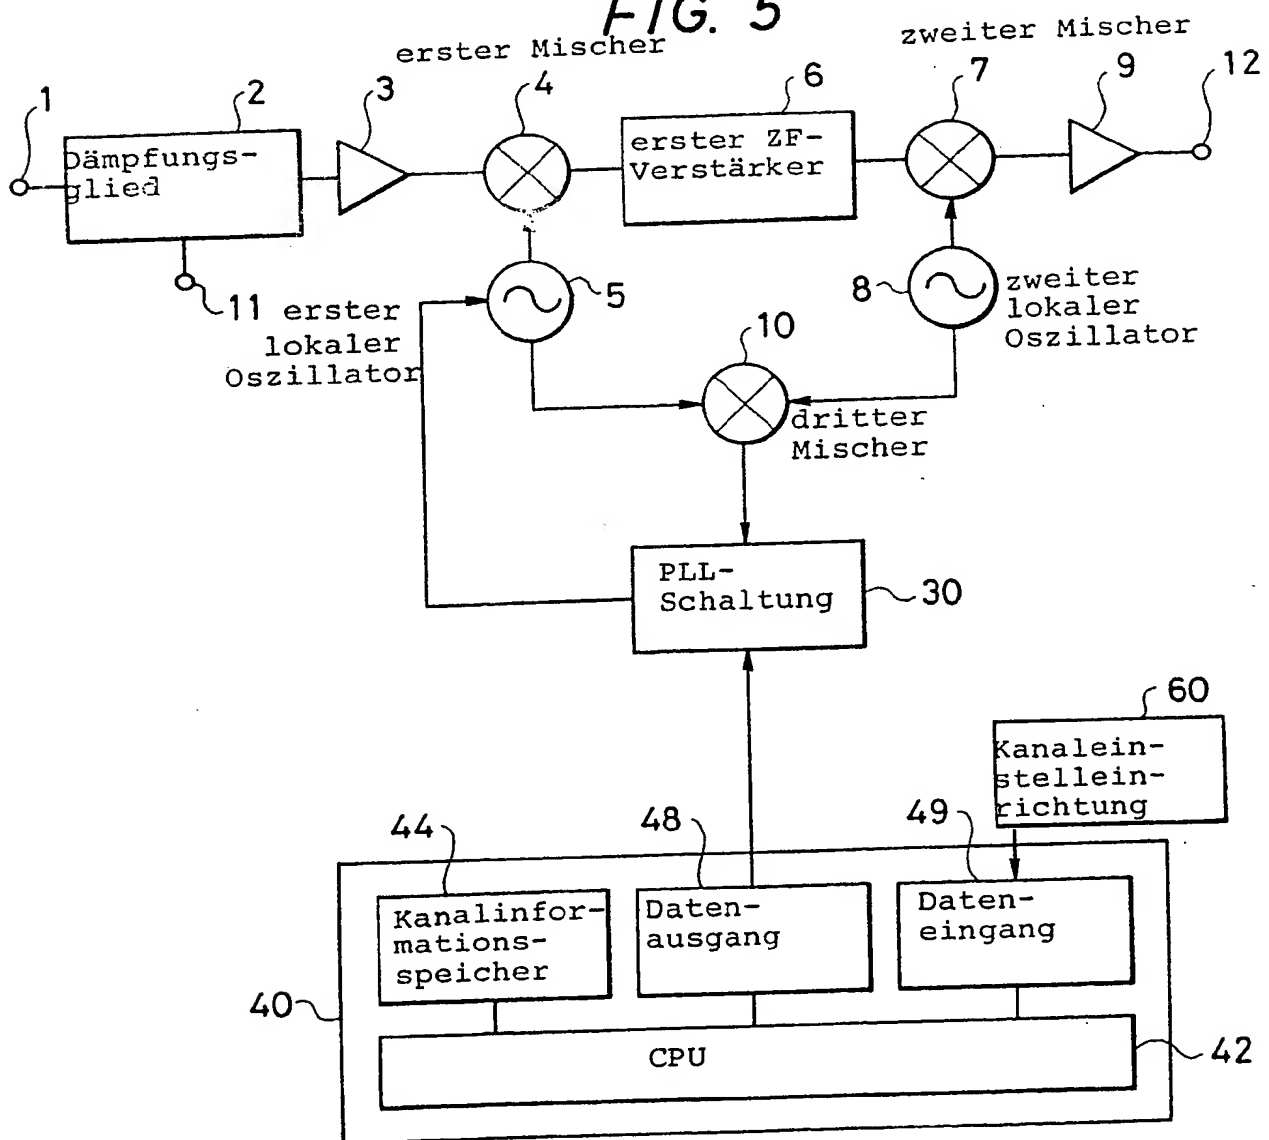 FIG. 5
erster Mischer
zweiter Mischer
1
2
3
4
6
7
9
12
Dämpfungs-
glied
erster ZF-
Verstärker
11
erster
lokaler
Oszillator
5
8
zweiter
lokaler
Oszillator
10
dritter
Mischer
PLL-
Schaltung
30
60
Kanalein-
stellein-
richtung
44
48
49
Kanalinfor-
mations-
speicher
Daten-
ausgang
Daten-
eingang
40
CPU
42